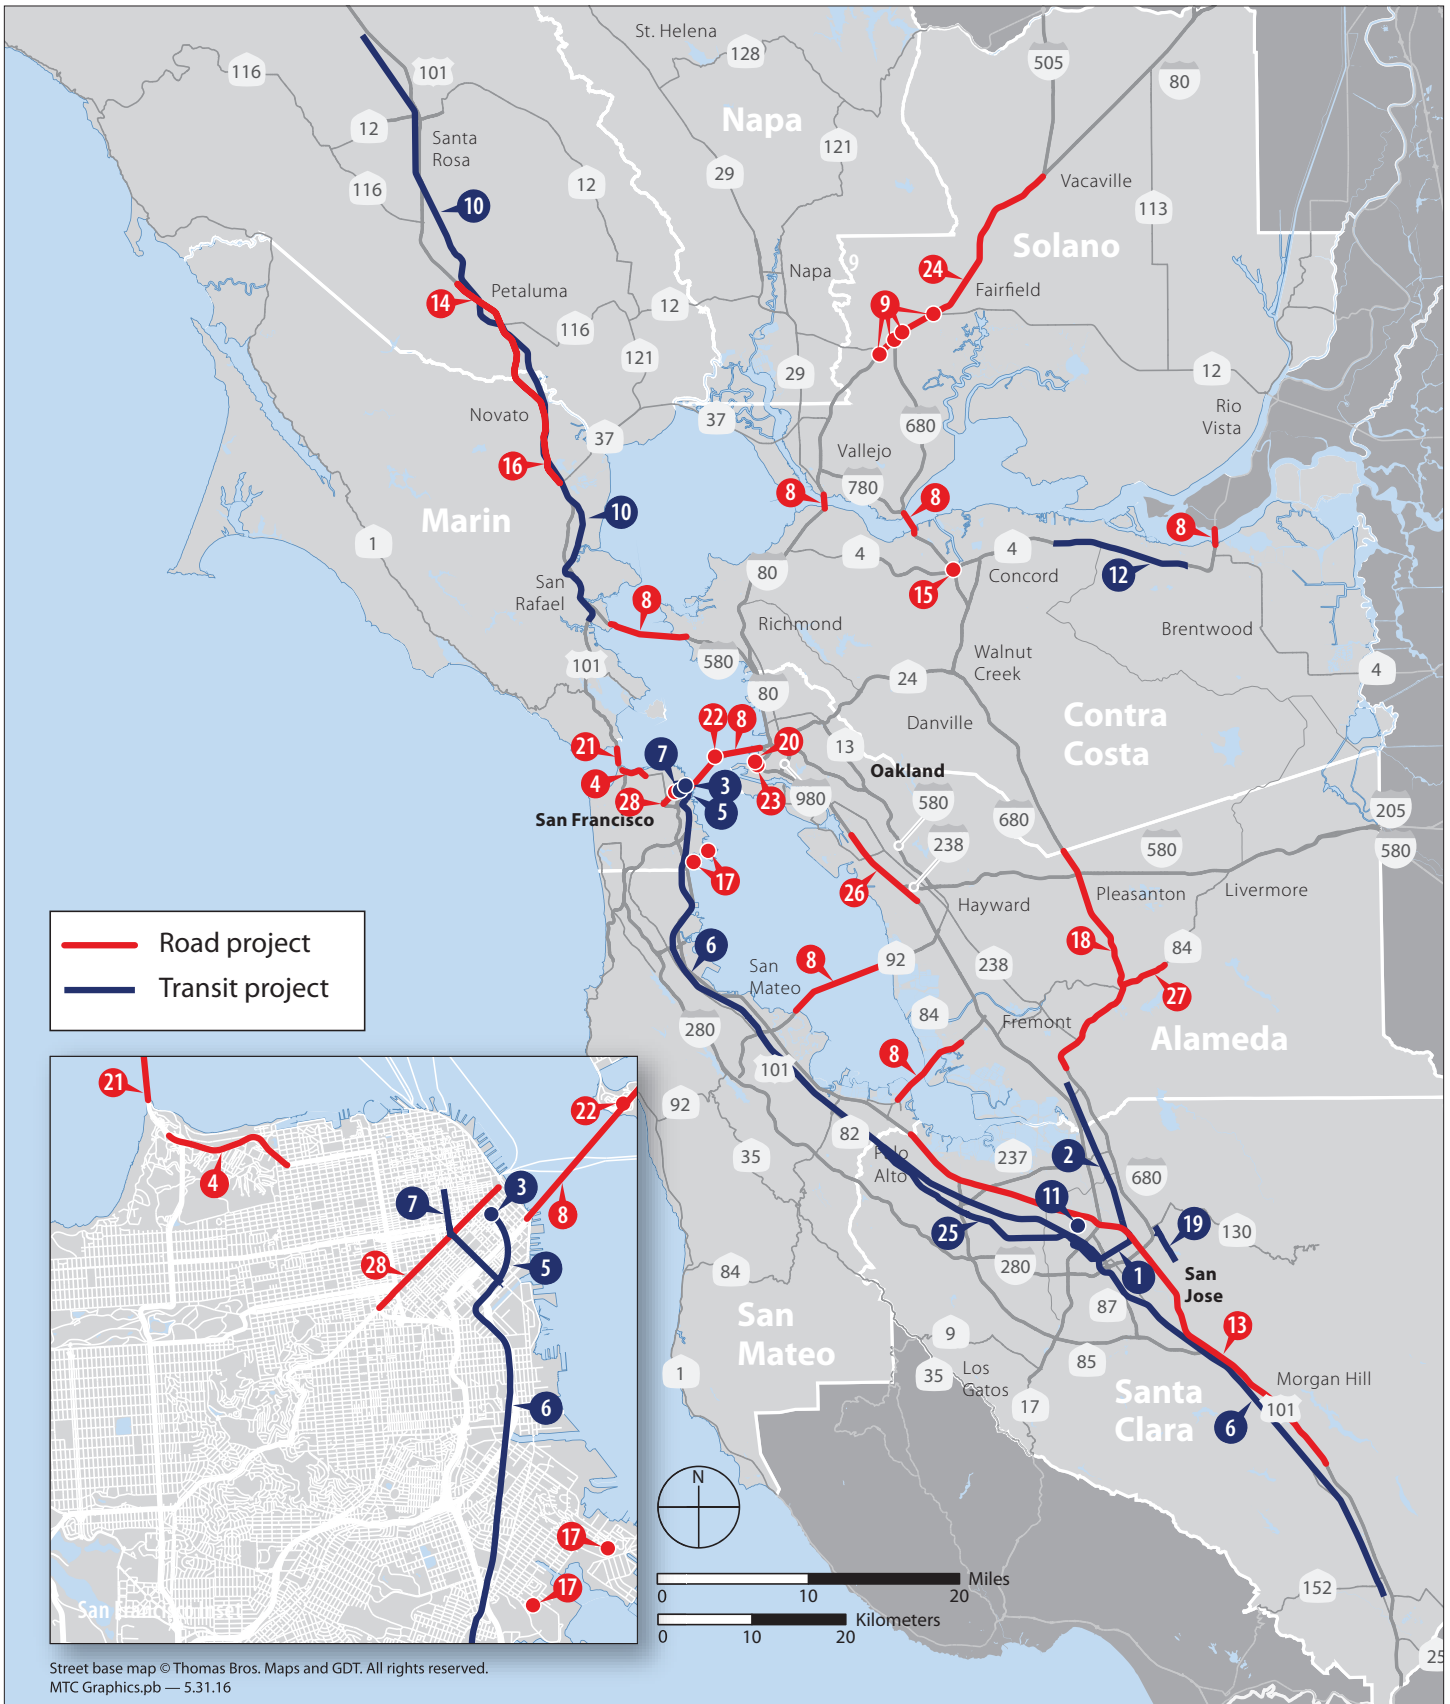 St. Helena
116
101
128
505
80
Napa
12
Santa
Rosa
121
116
12
29
Vacaville
10
113
Solano
24
9
Napa
Petaluma
14
12
Fairfield
9
116
121
29
12
Novato
37
37
680
Rio
Vista
Vallejo
16
780
8
8
10
Marin
8
1
4
4
Concord
12
80
15
San
Rafael
8
Richmond
Brentwood
Walnut
Creek
101
580
24
4
80
22
8
Contra
Costa
Danville
21
7
20
13
Oakland
4
3
28
23
980
580
205
San Francisco
5
680
238
580
580
17
26
Pleasanton
Livermore
Hayward
Road project
6
18
84
Transit project
San
Mateo
8
92
238
27
280
84
Fremont
Alameda
8
101
21
22
92
82
Palo
Alto
237
2
35
680
4
7
3
11
8
25
19
130
28
5
280
1
San
Jose
84
87
San
Mateo
9
13
35
Los
Gatos
85
Morgan Hill
1
Santa
Clara
17
101
6
6
N
17
Miles
0
10
20
152
17
Kilometers
0
10
20
25
Street base map © Thomas Bros. Maps and GDT. All rights reserved.
MTC Graphics.pb — 5.31.16